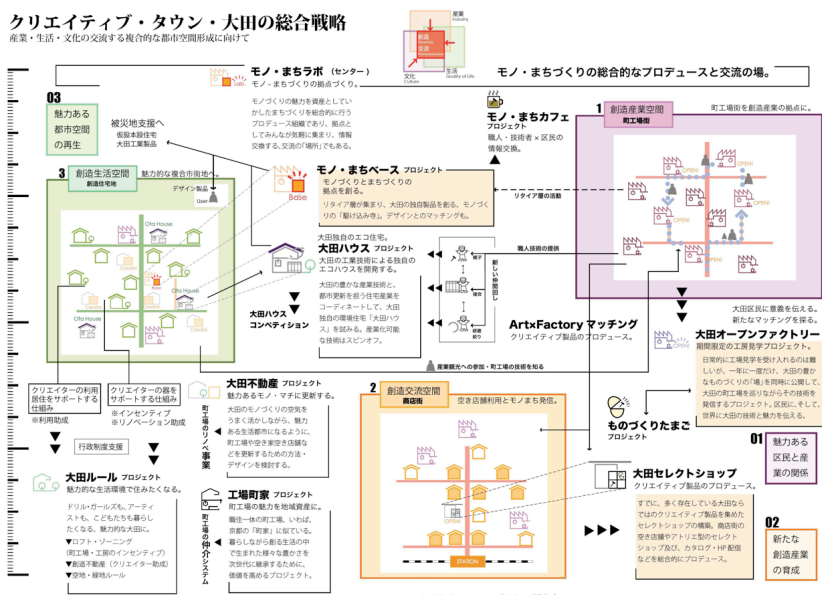 クリエイティブ・タウン・大田の総合戦略
産業・生活・文化の交流する複合的な都市空間形成に向けて
産業
Industry
創造
交流
文化
Culture
生活
Quality of Life
モノ・まちラボ（センター）
モノ・まちづくりの拠点づくり。
Labo
モノづくりの魅力を資産としていかしたまちづくりを総合的に行う
プロデュース組織であり、拠点としてみんなが気軽に集まり、情報
交換する、交流の「場所」でもある。
モノ・まちづくりの総合的なプロデュースと交流の場。
03
魅力ある
都市空間
の再生
被災地支援へ
仮設本設住宅
大田工業製品
モノ・まちカフェ
プロジェクト
職人・技術者 × 区民の
情報交換。
1 創造産業空間
町工場街
町工場街を創造産業の拠点に。
OPEN!
OPEN!
OPEN!
OPEN!
OPEN!
3 創造生活空間
創造住宅地
魅力的な複合市街地へ。
デザイン製品
User
Ota House
Ota House
Ota House
Creator
Creator
Creator
Base
モノ・まちベース プロジェクト
Base
モノづくりとまちづくりの
拠点を創る。
リタイア層が集まり、大田の独自製品を創る、モノづくり
の「駆け込み寺」。デザインとのマッチングも。
リタイア層の活動
大田独自のエコ住宅。
大田ハウス プロジェクト
大田の工業技術による独自の
エコハウスを開発する。
大田の豊かな産業技術と、
都市更新を担う住宅産業を
コーディネートして、大田
独自の環境住宅「大田ハウ
ス」を試みる。産業化可能
な技術はスピンオフ。
大田ハウス
コンペティション
新しい仲間回し
接合
研磨
絞り
職人技術の提供
Art×Factory マッチング
クリエイティブ製品のプロデュース。
産業観光への参加・町工場の技術を知る
大田区民に意義を伝える。
新たなマッチングを探る。
OPEN!
大田オープンファクトリー
期間限定の工房見学プロジェクト。
日常的に工場見学を受け入れるのは難
しいが、年に一度だけ、大田の豊か
なものづくりの「場」を同時に公開して、
大田の町工場を巡りながらその技術を
発信するプロジェクト。区民に、そして、
世界に大田の技術と魅力を伝える。
ものづくりたまご
プロジェクト
01
魅力ある
区民と産
業の関係
クリエイターの利用
居住をサポートする
仕組み
※利用助成
クリエイターの器を
サポートする仕組み
※インセンティブ
※リノベーション助成
行政制度支援
大田不動産 プロジェクト
魅力あるモノ・マチに更新する。
町工場のリノベ事業
大田のモノづくりの空気を
うまく活かしながら、魅力
ある生活都市になるように、
町工場や空き家空き店舗な
どを更新するための方法・
デザインを検討する。
2 創造交流空間
商店街
空き店舗利用とモノまち発信。
OPEN!
STATION
大田ルール プロジェクト
魅力的な生活環境で住みたくなる。
ドリル・ガールズも、アーティ
ストも、こどもたちも暮らし
たくなる、魅力的な大田に。
▼ロフト・ゾーニング
（町工場・工房のインセンティブ）
▼創造不動産（クリエイター助成）
▼空地・緑地ルール
工場町家 プロジェクト
町工場の魅力を地域資産に。
町工場の仲介システム
職住一体の町工場。いわば、
京都の「町家」に似ている。
暮らしながら創る生活の中
で生まれた様々な豊かさを
次世代に継承するために、
価値を高めるプロジェクト。
大田セレクトショップ
クリエイティブ製品のプロデュース。
すでに、多く存在している大田なら
ではのクリエイティブ製品を集めた
セレクトショップの構築。商店街の
空き店舗やアトリエ型のセレクト
ショップ及び、カタログ・HP 配信
などを総合的にプロデュース。
02
新たな
創造産業
の育成